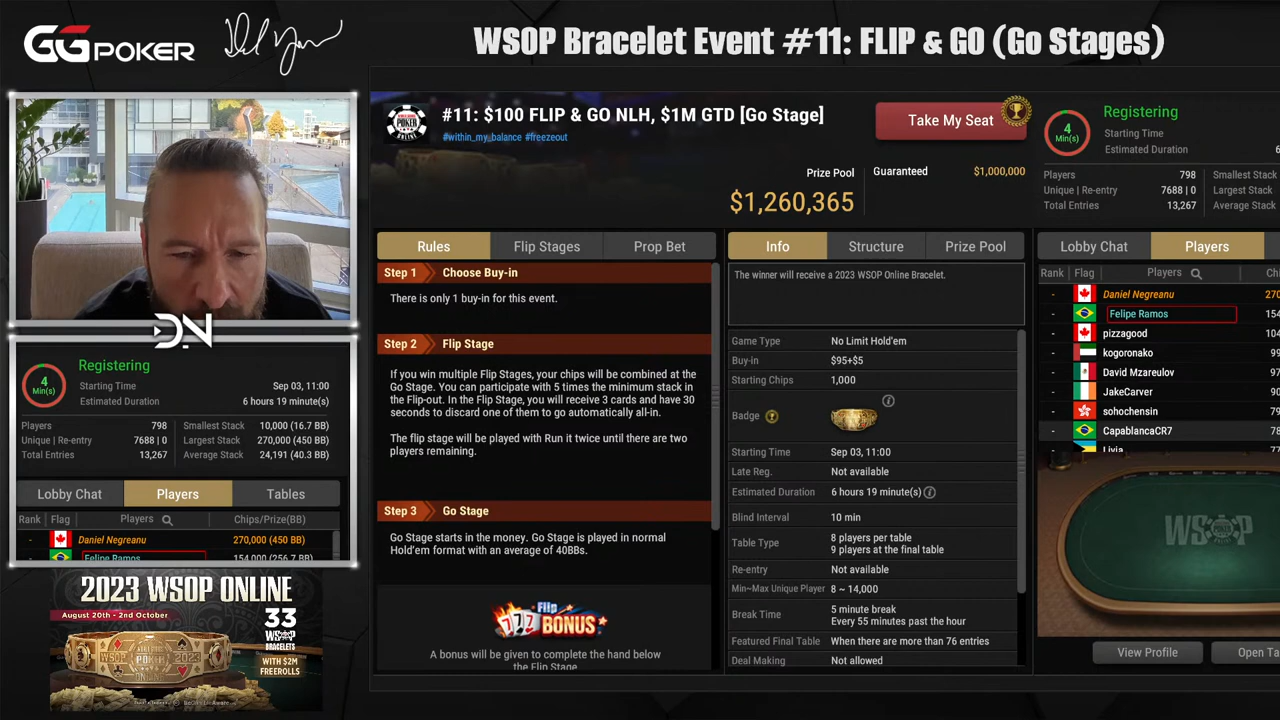 GGPOKER
WSOP Bracelet Event #11: FLIP & GO (Go Stages)
DN
4
Min(s)
Registering
Starting Time
Sep 03, 11:00
Estimated Duration
6 hours 19 minute(s)
Players
798
Smallest Stack
10,000 (16.7 BB)
Unique | Re-entry
7688 | 0
Largest Stack
270,000 (450 BB)
Total Entries
13,267
Average Stack
24,191 (40.3 BB)
Lobby Chat
Players
Tables
Rank
Flag
Players
Chips/Prize(BB)
-
Daniel Negreanu
270,000 (450 BB)
-
Felipe Ramos
154,000 (256.7 BB)
2023 WSOP ONLINE
August 20th - 2nd October
33
WSOP
BRACELETS
WITH $2M
FREEROLLS
WSOP
POKER
2023
#11: $100 FLIP & GO NLH, $1M GTD [Go Stage]
#within_my_balance #freezeout
Take My Seat
Prize Pool
$1,260,365
Guaranteed
$1,000,000
Rules
Flip Stages
Prop Bet
Step 1
Choose Buy-in
There is only 1 buy-in for this event.
Step 2
Flip Stage
If you win multiple Flip Stages, your chips will be combined at the
Go Stage. You can participate with 5 times the minimum stack in
the Flip-out. In the Flip Stage, you will receive 3 cards and have 30
seconds to discard one of them to go automatically all-in.
The flip stage will be played with Run it twice until there are two
players remaining.
Step 3
Go Stage
Go Stage starts in the money. Go Stage is played in normal
Hold'em format with an average of 40BBs.
Flip
777 BONUS
A bonus will be given to complete the hand below
the Flip Stage
Info
Structure
Prize Pool
The winner will receive a 2023 WSOP Online Bracelet.
Game Type
No Limit Hold'em
Buy-in
$95+$5
Starting Chips
1,000
Badge
Starting Time
Sep 03, 11:00
Late Reg.
Not available
Estimated Duration
6 hours 19 minute(s)
Blind Interval
10 min
Table Type
8 players per table
9 players at the final table
Re-entry
Not available
Min~Max Unique Player
8 ~ 14,000
Break Time
5 minute break
Every 55 minutes past the hour
Featured Final Table
When there are more than 76 entries
Deal Making
Not allowed
4
Min(s)
Registering
Starting Time
6
Estimated Duration
Players
798
Smallest Stack
Unique | Re-entry
7688 | 0
Largest Stack
Total Entries
13,267
Average Stack
Lobby Chat
Players
Rank
Flag
Players
Ch
-
Daniel Negreanu
270
-
Felipe Ramos
154
-
pizzagood
104
-
kogoronako
99
-
David Mzareulov
97
-
JakeCarver
92
-
sohochensin
91
-
CapablancaCR7
78
-
Livia
77
WSOP
View Profile
Open Ta